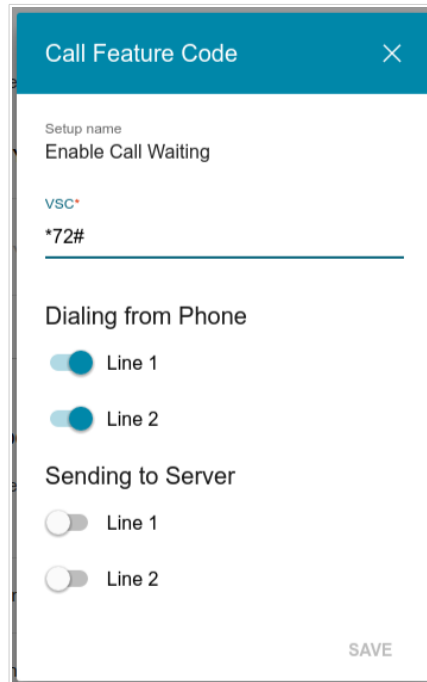 Call Feature Code
Setup name
Enable Call Waiting
VSC*
*72#
Dialing from Phone
Line 1
Line 2
Sending to Server
Line 1
Line 2
SAVE